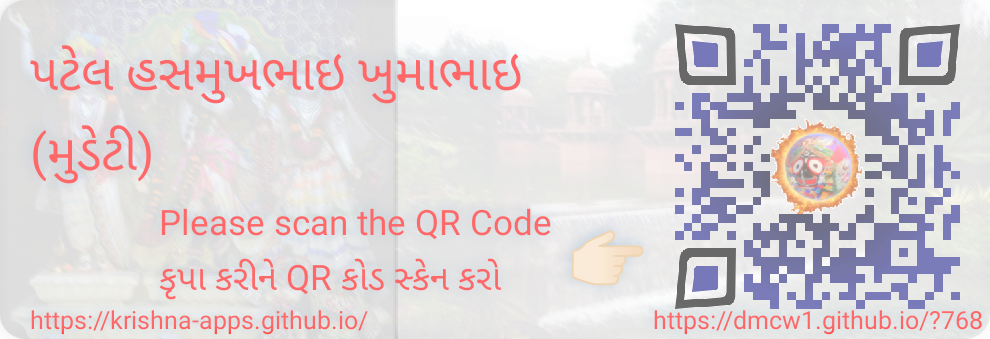 પટેલ હસમુખભાઇ ખુમાભાઇ
(મુડેટી)
Please scan the QR Code
કૃપા કરીને QR કોડ સ્કેન કરો
https://krishna-apps.github.io/
https://dmcw1.github.io/?768